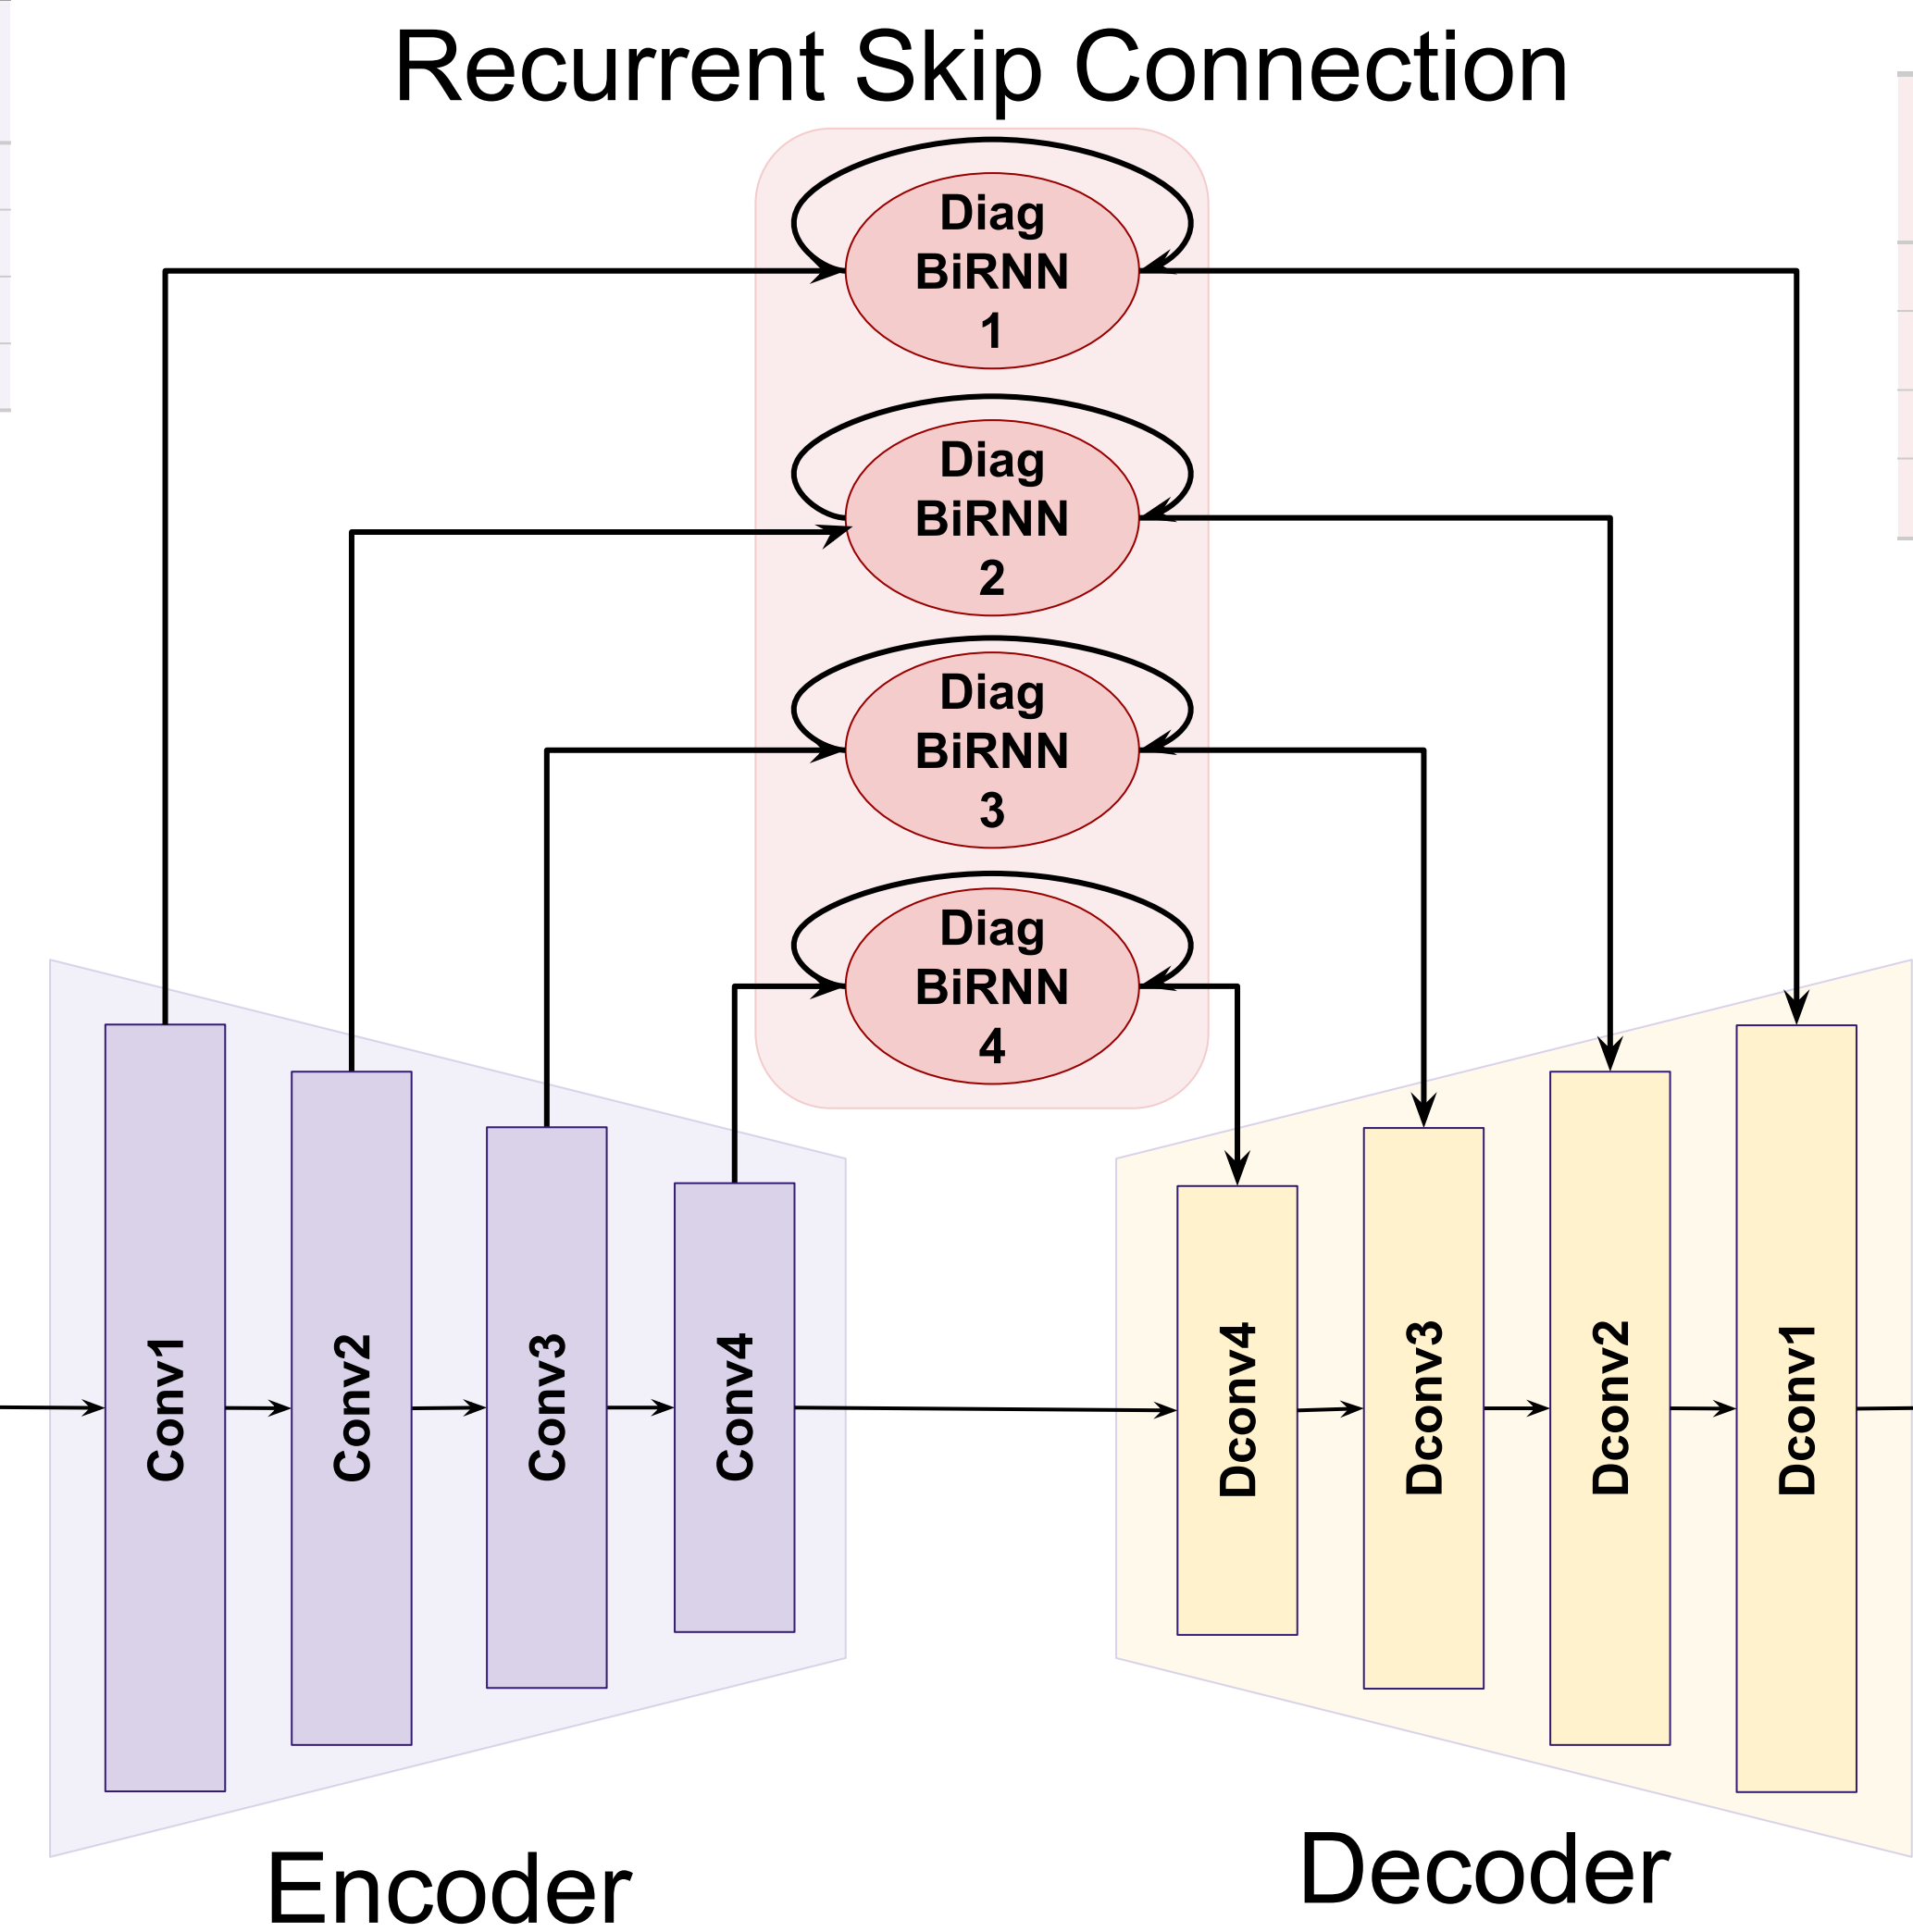 Recurrent Skip Connection
Diag
BiRNN
1
Diag
BiRNN
2
Diag
BiRNN
3
Diag
BiRNN
4
Conv1
Conv2
Conv3
Conv4
Dconv4
Dconv3
Dconv2
Dconv1
Encoder
Decoder